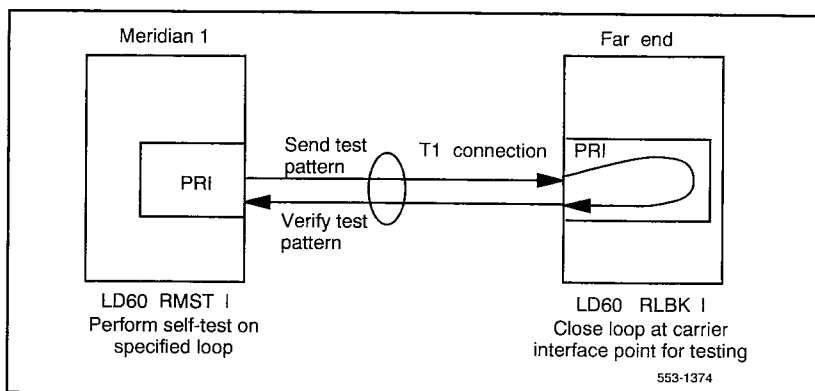 Meridian 1
Far end
Send test
pattern
T1 connection
PRI
PRI
Verify test
pattern
LD60 RMST l
Perform self-test on
specified loop
LD60 RLBK l
Close loop at carrier
interface point for testing
553-1374